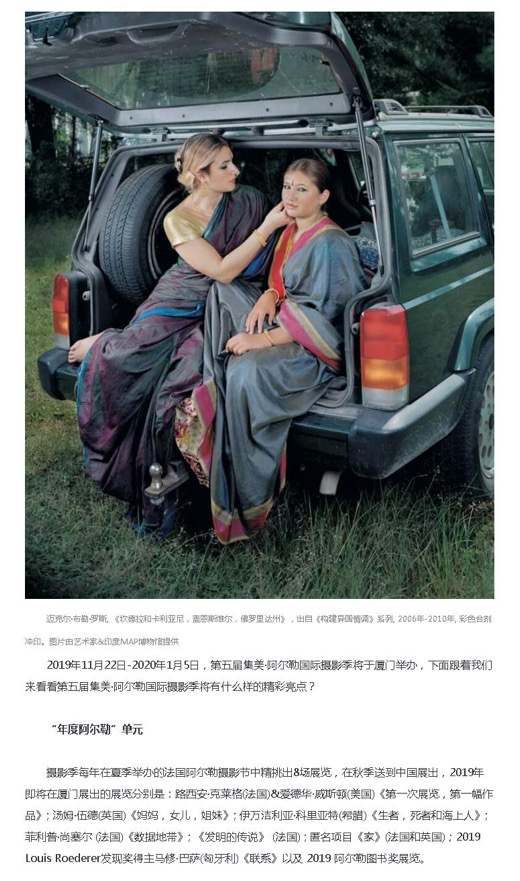 迈克尔·布勒·罗斯, 《坎德拉和卡利亚尼，盖恩斯维尔，佛罗里达州》，出自《构建异国情调》系列, 2006年-2010年, 彩色合剂
冲印。图片由艺术家&印度MAP博物馆提供
2019年11月22日-2020年1月5日，第五届集美·阿尔勒国际摄影季将于厦门举办，下面跟着我们
来看看第五届集美·阿尔勒国际摄影季将有什么样的精彩亮点？
“年度阿尔勒”单元
摄影季每年在夏季举办的法国阿尔勒摄影节中精挑出8场展览，在秋季送到中国展出，2019年
即将在厦门展出的展览分别是：路西安·克莱格(法国)&爱德华·威斯顿(美国)《第一次展览，第一幅作
品》；汤姆·伍德(英国)《妈妈，女儿，姐妹》；伊万洁利亚·科里亚特(希腊) 《生者，死者和海上人》；
菲利普·尚塞尔 (法国)《数据地带》；《发明的传说》 (法国)；匿名项目《家》(法国和英国)；2019
Louis Roederer发现奖得主马修·巴萨(匈牙利)《联系》以及 2019 阿尔勒图书奖展览。